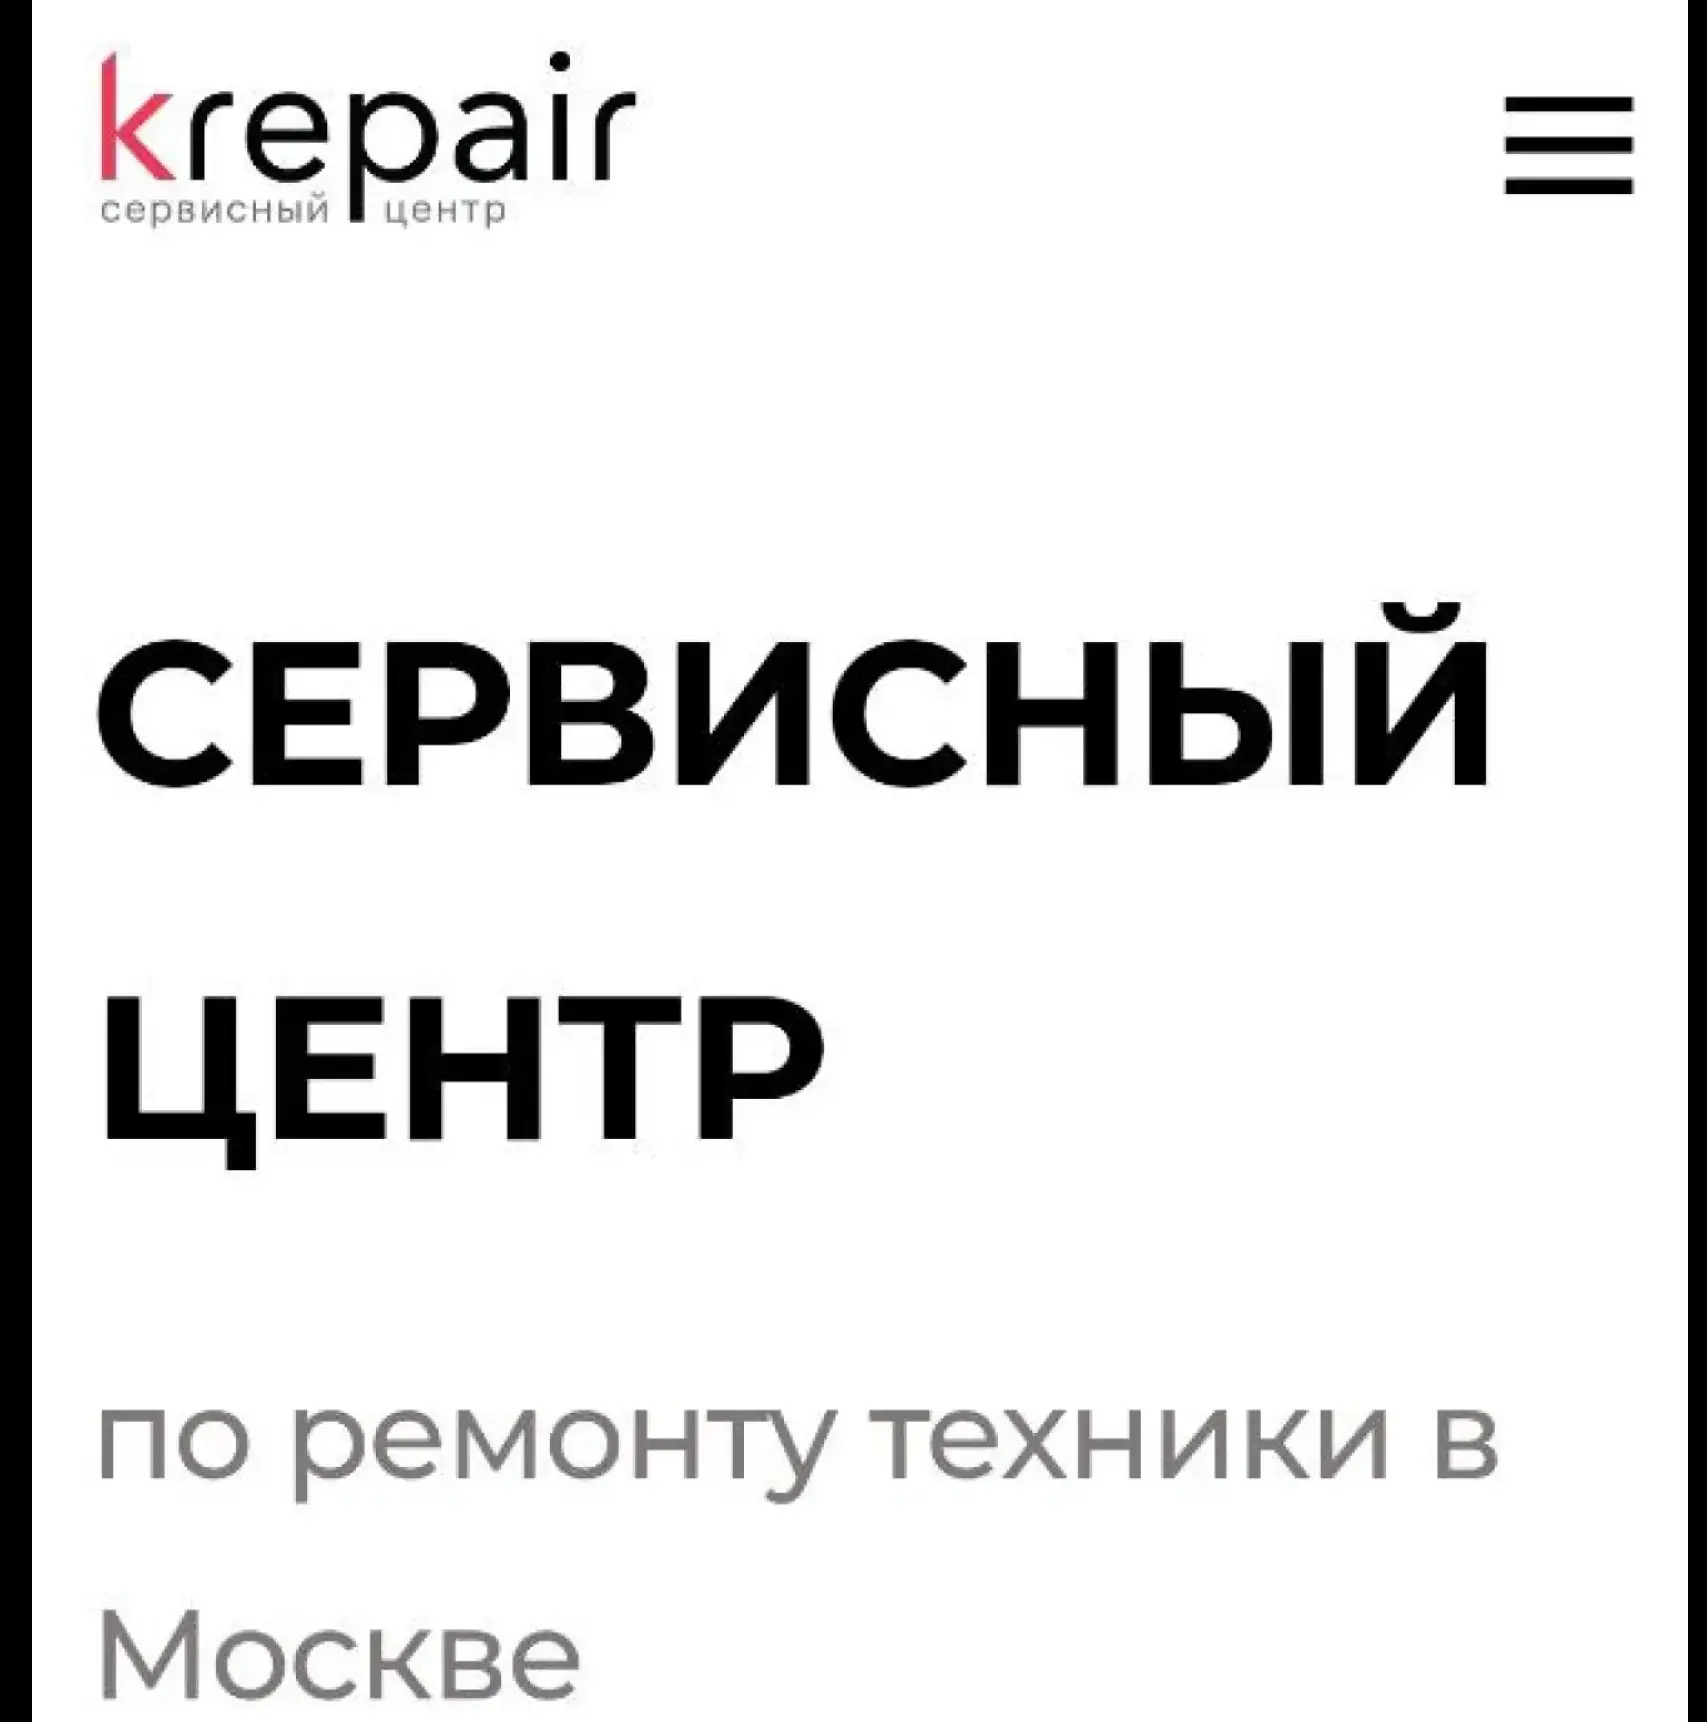 krepair
сервисный центр
СЕРВИСНЫЙ
ЦЕНТР
по ремонту техники в
Москве